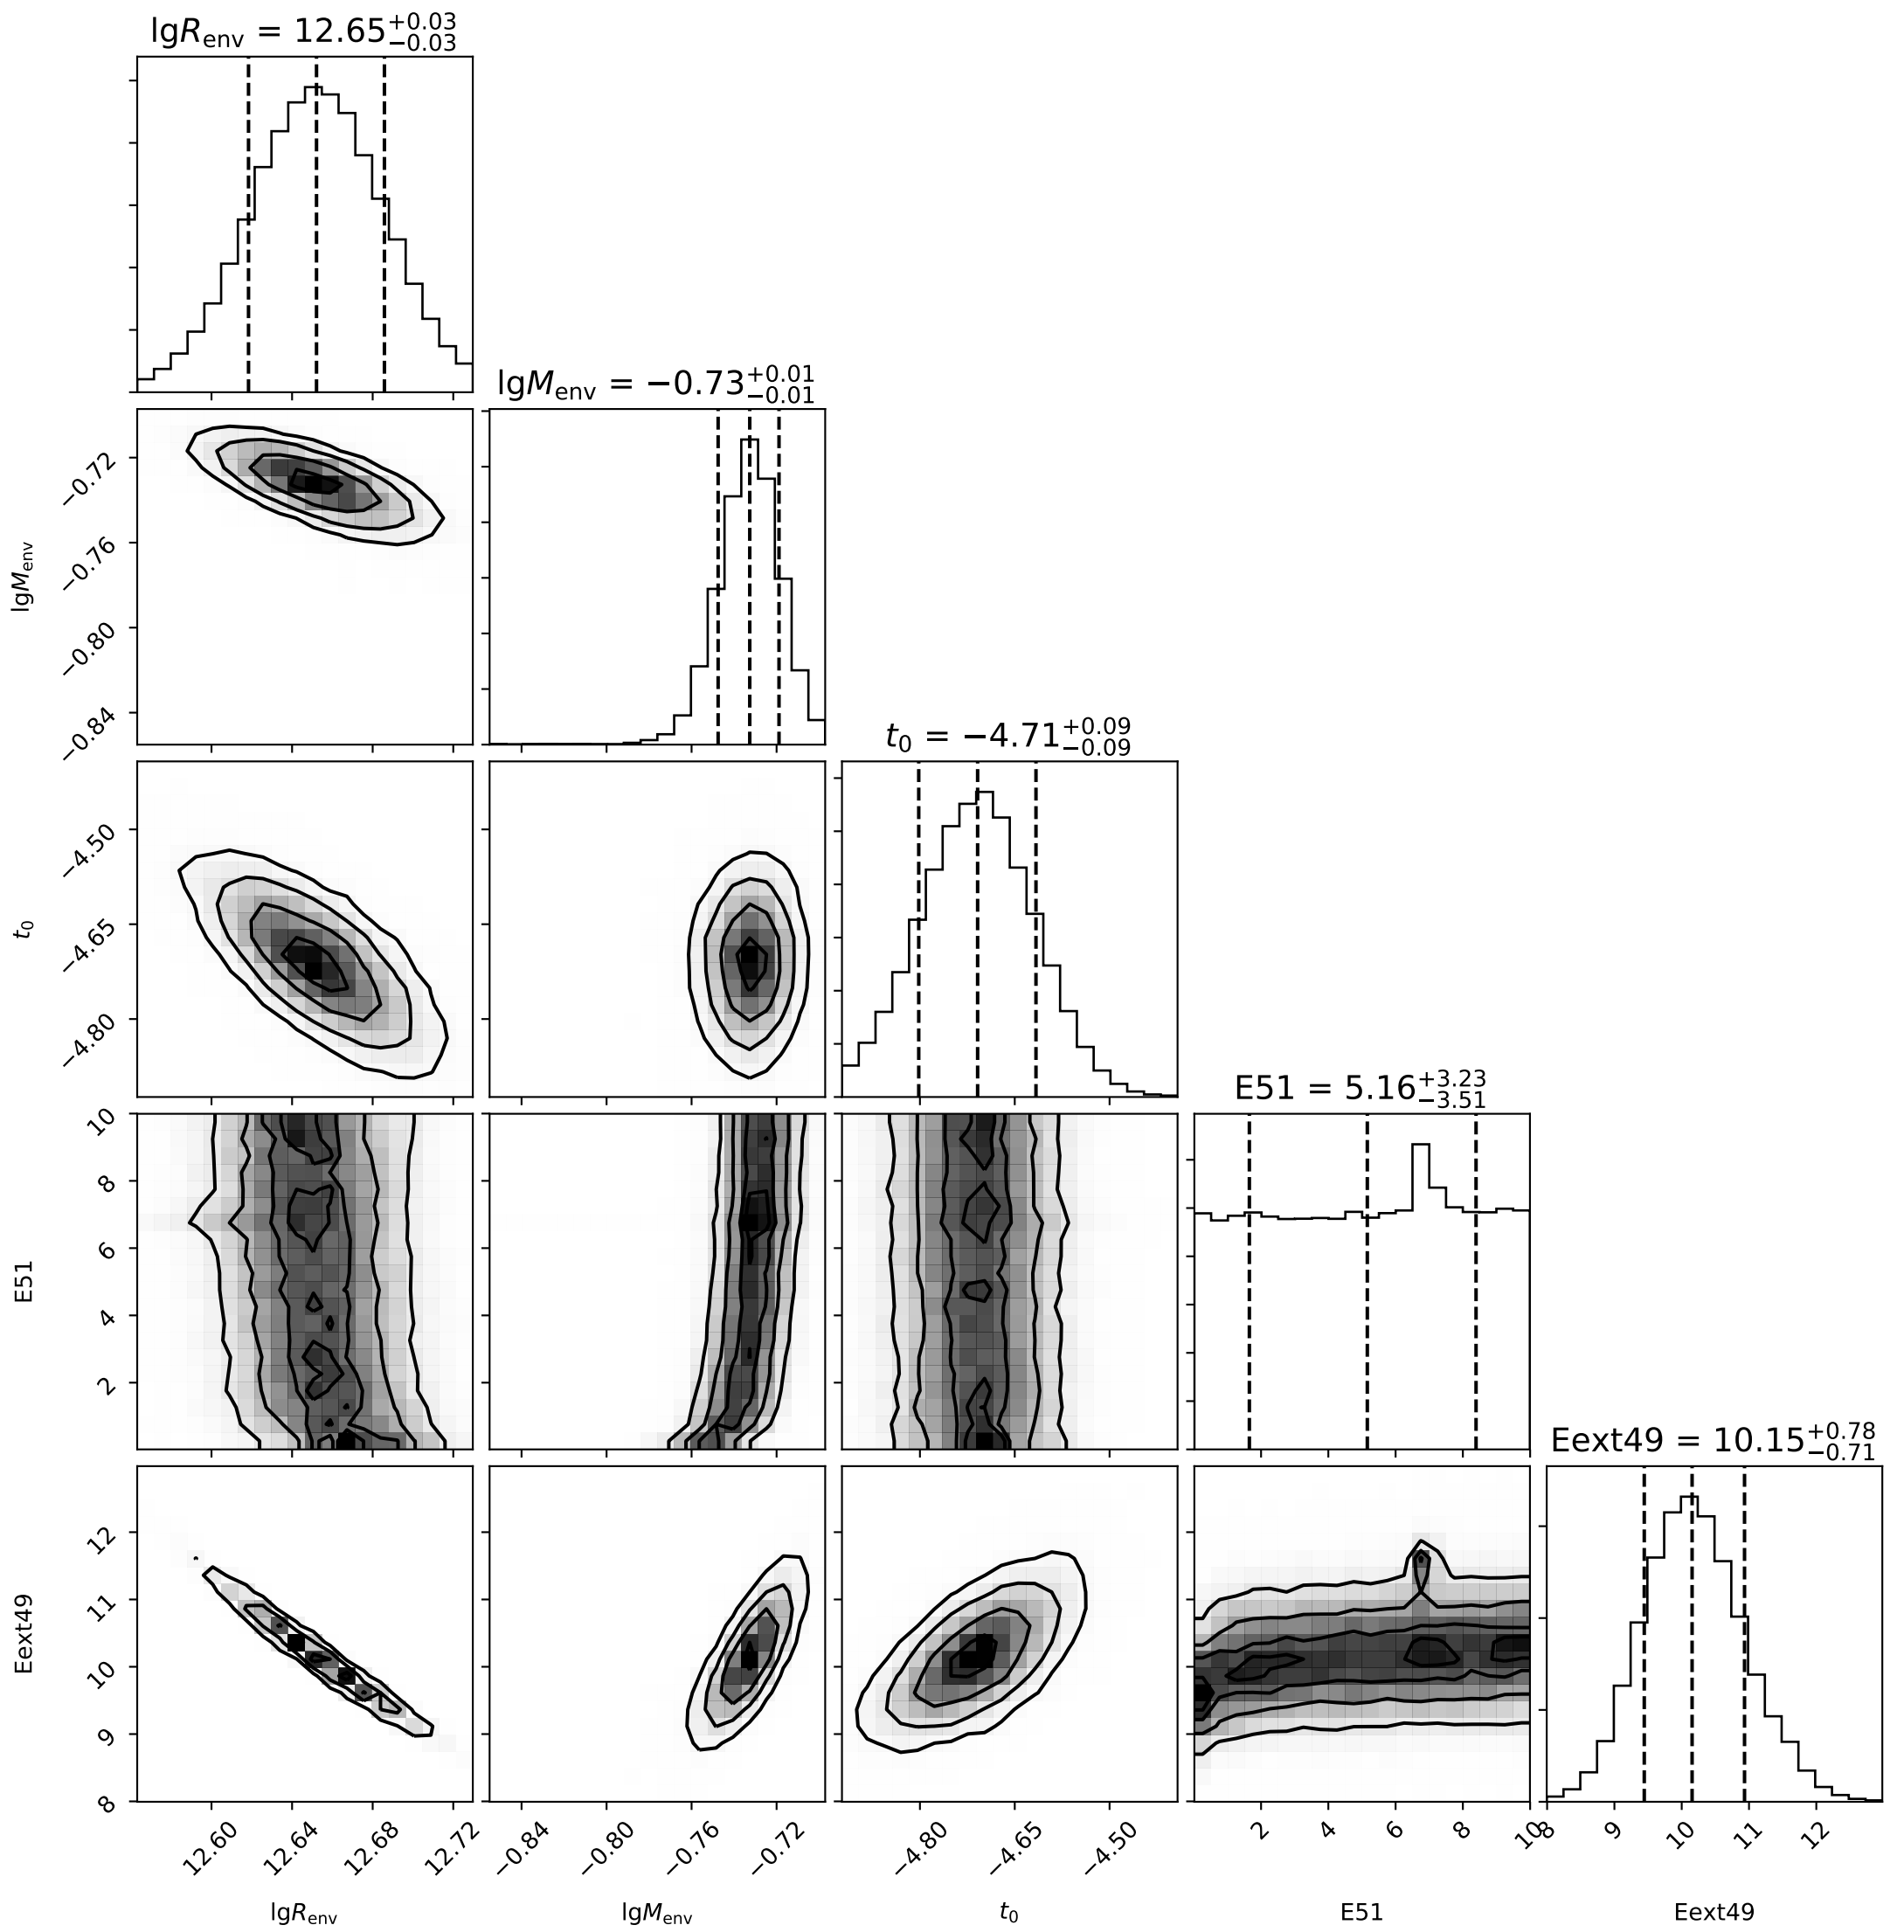 lgR_env = 12.65 +0.03 −0.03
lgM_env = −0.73 +0.01 −0.01
−0.72
−0.76
−0.80
−0.84
lgM_env
t_0 = −4.71 +0.09 −0.09
−4.50
−4.65
−4.80
t_0
E51 = 5.16 +3.23 −3.51
10
8
6
4
2
E51
Eext49 = 10.15 +0.78 −0.71
12
11
10
9
8
Eext49
12.60 12.64 12.68 12.72
−0.84 −0.80 −0.76 −0.72
−4.80 −4.65 −4.50
2 4 6 8 10
8 9 10 11 12
lgR_env lgM_env t_0 E51 Eext49